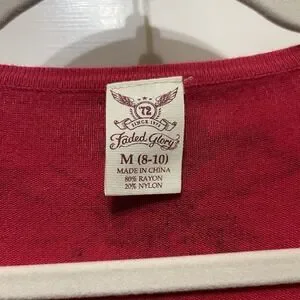 72
SINCE 1972
Faded Glory
M (8-10)
MADE IN CHINA
80% RAYON
20% NYLON